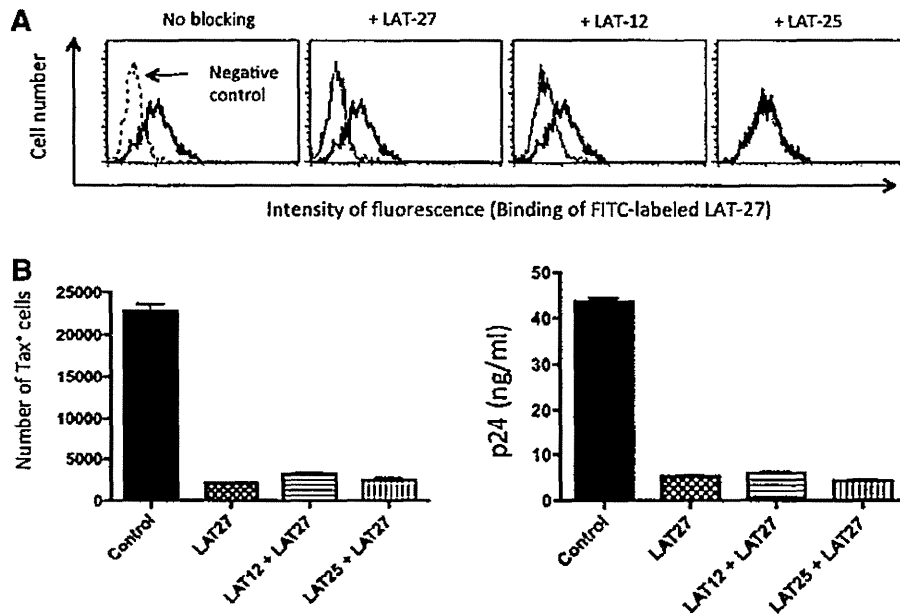 A
No blocking
+ LAT-27
+ LAT-12
+ LAT-25
Cell number
Negative
control
Intensity of fluorescence (Binding of FITC-labeled LAT-27)
B
Number of Tax⁺ cells
25000
20000
15000
10000
5000
0
Control
LAT27
LAT12 + LAT27
LAT25 + LAT27
p24 (ng/ml)
50
40
30
20
10
0
Control
LAT27
LAT12 + LAT27
LAT25 + LAT27